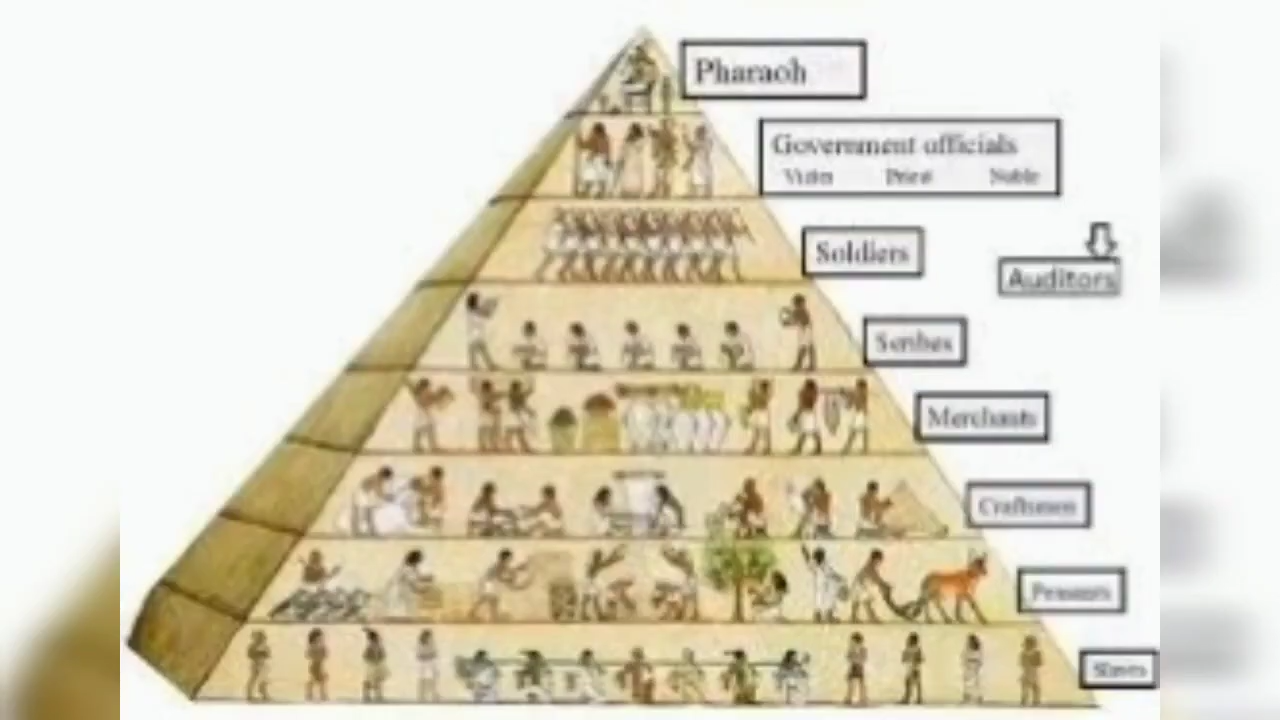 Pharaoh
Government officials
Vizier Priest Noble
Soldiers
Auditors
Scribes
Merchants
Craftsmen
Peasants
Slaves